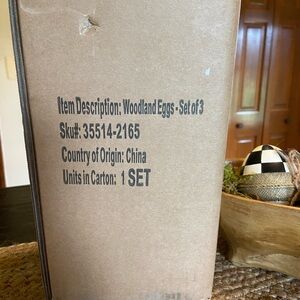 Item Description: Woodland Eggs - Set of 3
Sku#: 35514-2165
Country of Origin: China
Units in Carton: 1 SET